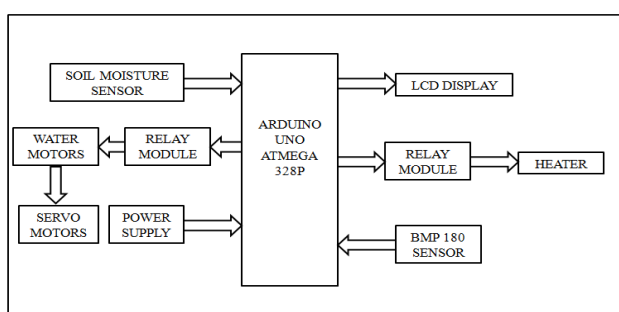 SOIL MOISTURE
SENSOR
LCD DISPLAY
ARDUINO
UNO
ATMEGA
328P
WATER
MOTORS
RELAY
MODULE
RELAY
MODULE
HEATER
SERVO
MOTORS
POWER
SUPPLY
BMP 180
SENSOR